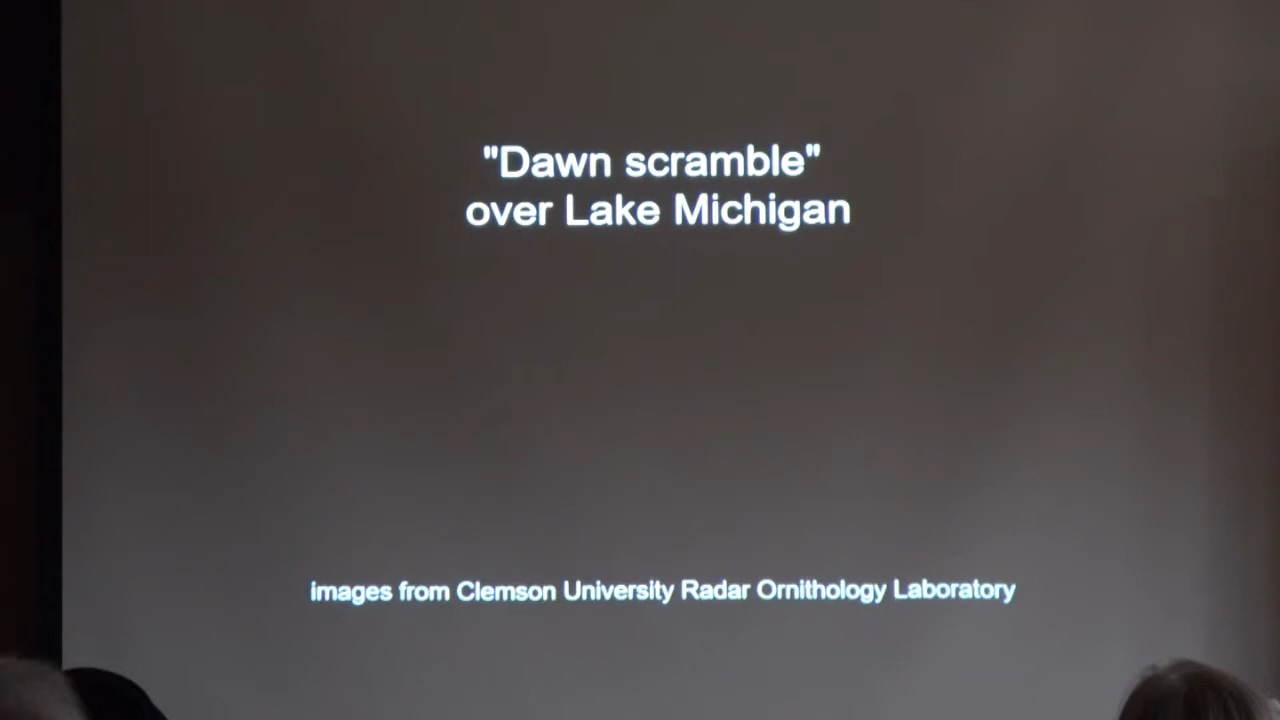 "Dawn scramble"
over Lake Michigan
images from Clemson University Radar Ornithology Laboratory